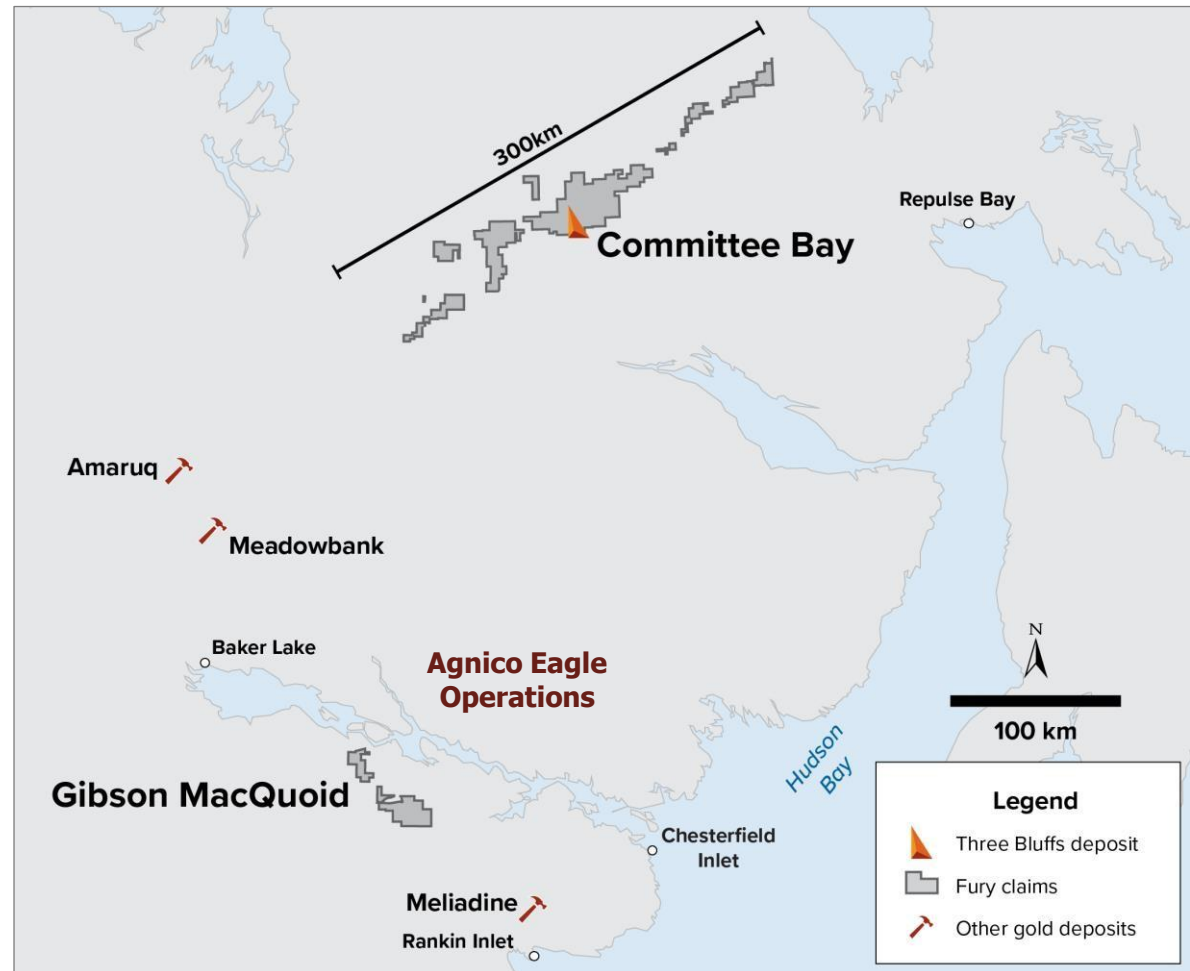 300km
Repulse Bay
Committee Bay
Amaruq
Meadowbank
Baker Lake
Agnico Eagle
Operations
N
100 km
Hudson
Bay
Gibson MacQuoid
Chesterfield
Inlet
Meliadine
Rankin Inlet
Legend
Three Bluffs deposit
Fury claims
Other gold deposits